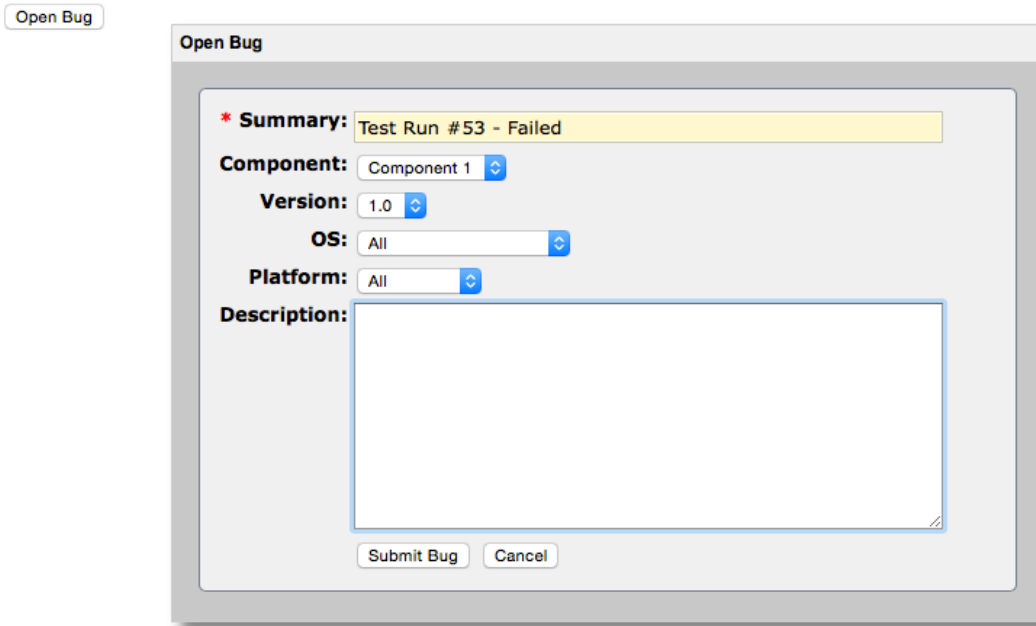 Open Bug
Open Bug
* Summary: Test Run #53 - Failed
Component: Component 1
Version: 1.0
OS: All
Platform: All
Description:
Submit Bug Cancel